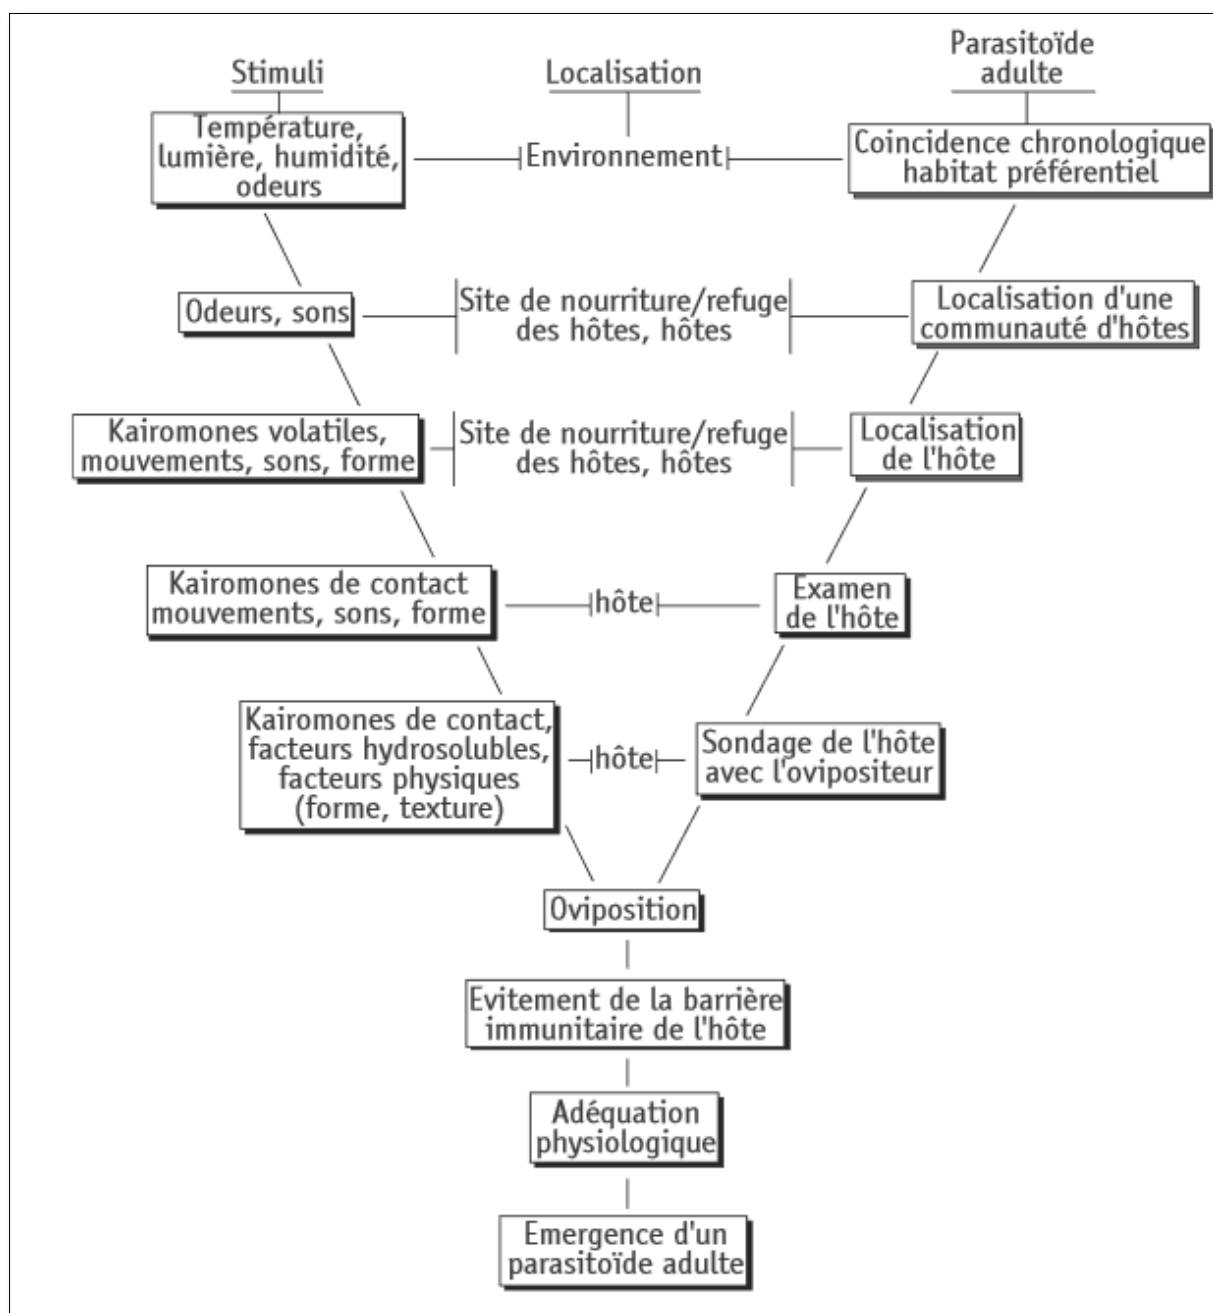 Stimuli
Localisation
Parasitoïde
adulte
Température,
lumière, humidité,
odeurs
Environnement
Coincidence chronologique
habitat préférentiel
Odeurs, sons
Site de nourriture/refuge
des hôtes, hôtes
Localisation d'une
communauté d'hôtes
Kairomones volatiles,
mouvements, sons, forme
Site de nourriture/refuge
des hôtes, hôtes
Localisation
de l'hôte
Kairomones de contact
mouvements, sons, forme
hôte
Examen
de l'hôte
Kairomones de contact,
facteurs hydrosolubles,
facteurs physiques
(forme, texture)
hôte
Sondage de l'hôte
avec l'ovipositeur
Oviposition
Evitement de la barrière
immunitaire de l'hôte
Adéquation
physiologique
Emergence d'un
parasitoïde adulte